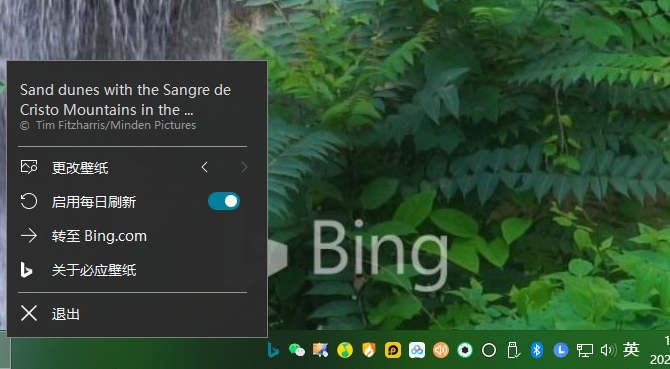 Sand dunes with the Sangre de
Cristo Mountains in the ...
© Tim Fitzharris/Minden Pictures
更改壁纸
启用每日刷新
转至 Bing.com
关于必应壁纸
退出
Bing
英